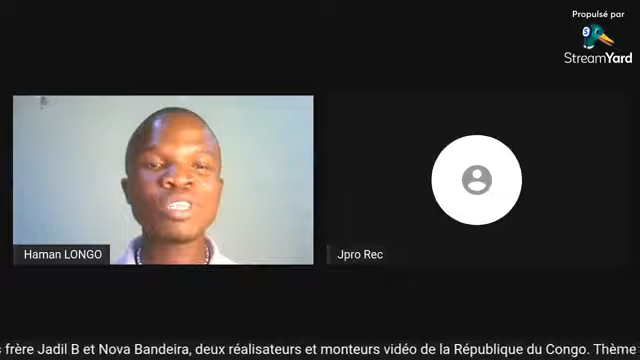 Propulsé par
StreamYard
Haman LONGO
Jpro Rec
frère Jadil B et Nova Bandeira, deux réalisateurs et monteurs vidéo de la République du Congo. Thème